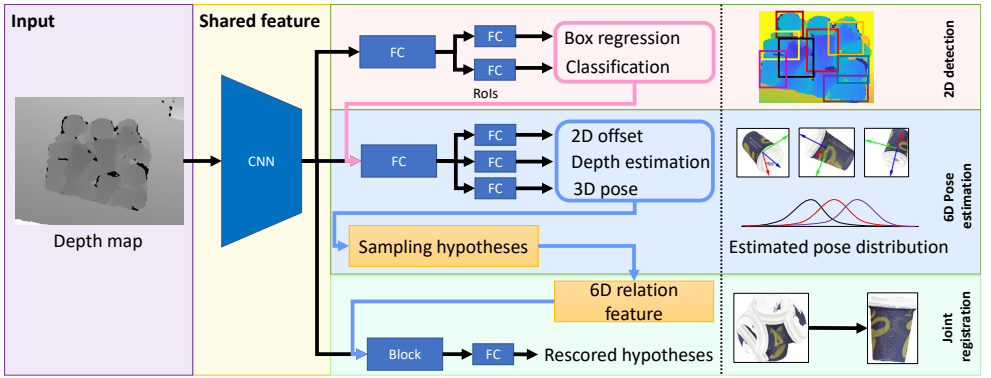 Input
Shared feature
Depth map
CNN
FC
FC
FC
Box regression
Classification
RoIs
FC
FC
FC
FC
2D offset
Depth estimation
3D pose
Sampling hypotheses
6D relation
feature
Block
FC
Rescored hypotheses
2D detection
Estimated pose distribution
6D Pose
estimation
Joint
registration